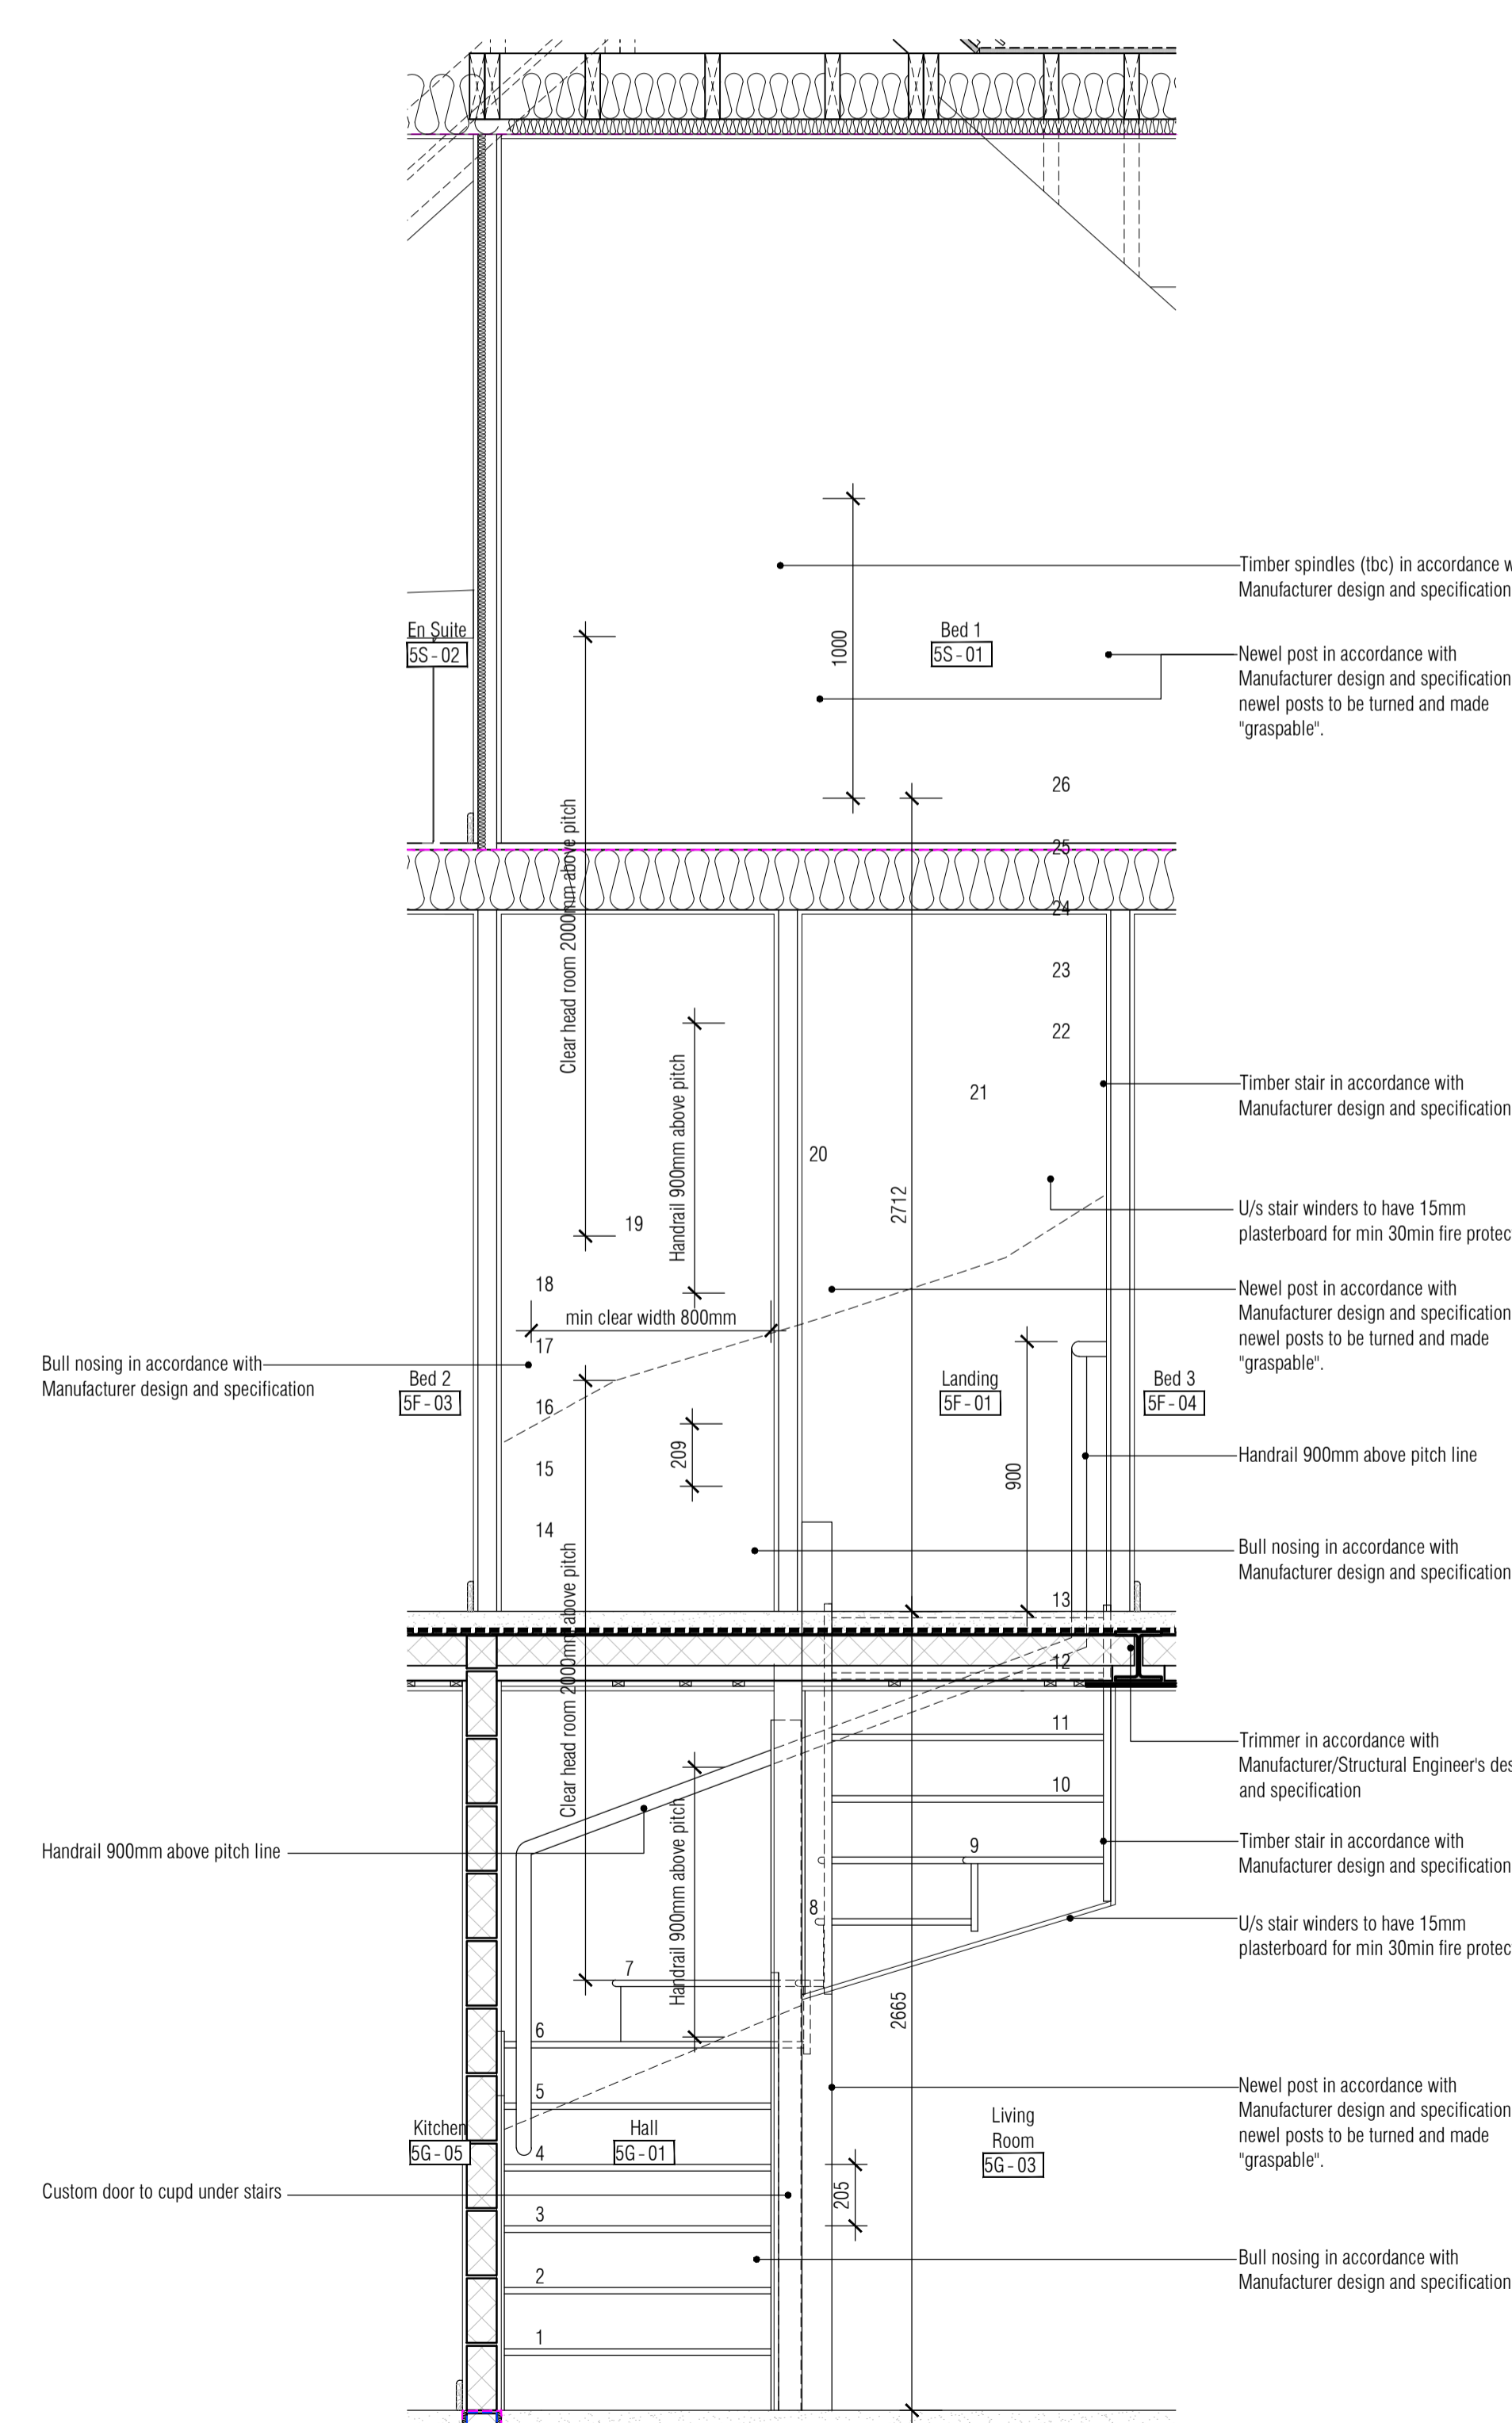 Timber spindles (tbc) in accordance
Manufacturer design and specification
En Suite
5S - 02
1000
Bed 1
5S - 01
Newel post in accordance with
Manufacturer design and specification
newel posts to be turned and made
"graspable".
26
25
24
23
22
21
20
19
18
17
16
15
14
Clear head room 2000mm above pitch
Handrail 900mm above pitch
2712
Timber stair in accordance with
Manufacturer design and specification
U/s stair winders to have 15mm
plasterboard for min 30min fire
Newel post in accordance with
Manufacturer design and specification
newel posts to be turned and made
"graspable".
min clear width 800mm
Bull nosing in accordance with
Manufacturer design and specification
Bed 2
5F - 03
Landing
5F - 01
Bed 3
5F - 04
209
900
Handrail 900mm above pitch line
Bull nosing in accordance with
Manufacturer design and specification
13
12
11
10
9
8
7
6
5
4
3
2
1
Clear head room 2000mm above pitch
Handrail 900mm above pitch
Trimmer in accordance with
Manufacturer/Structural Engineer's
and specification
Handrail 900mm above pitch line
Timber stair in accordance with
Manufacturer design and specification
U/s stair winders to have 15mm
plasterboard for min 30min fire
2665
Newel post in accordance with
Manufacturer design and specification
newel posts to be turned and made
"graspable".
Kitchen
5G - 05
Hall
5G - 01
Living
Room
5G - 03
Custom door to cupd under stairs
205
Bull nosing in accordance with
Manufacturer design and specification